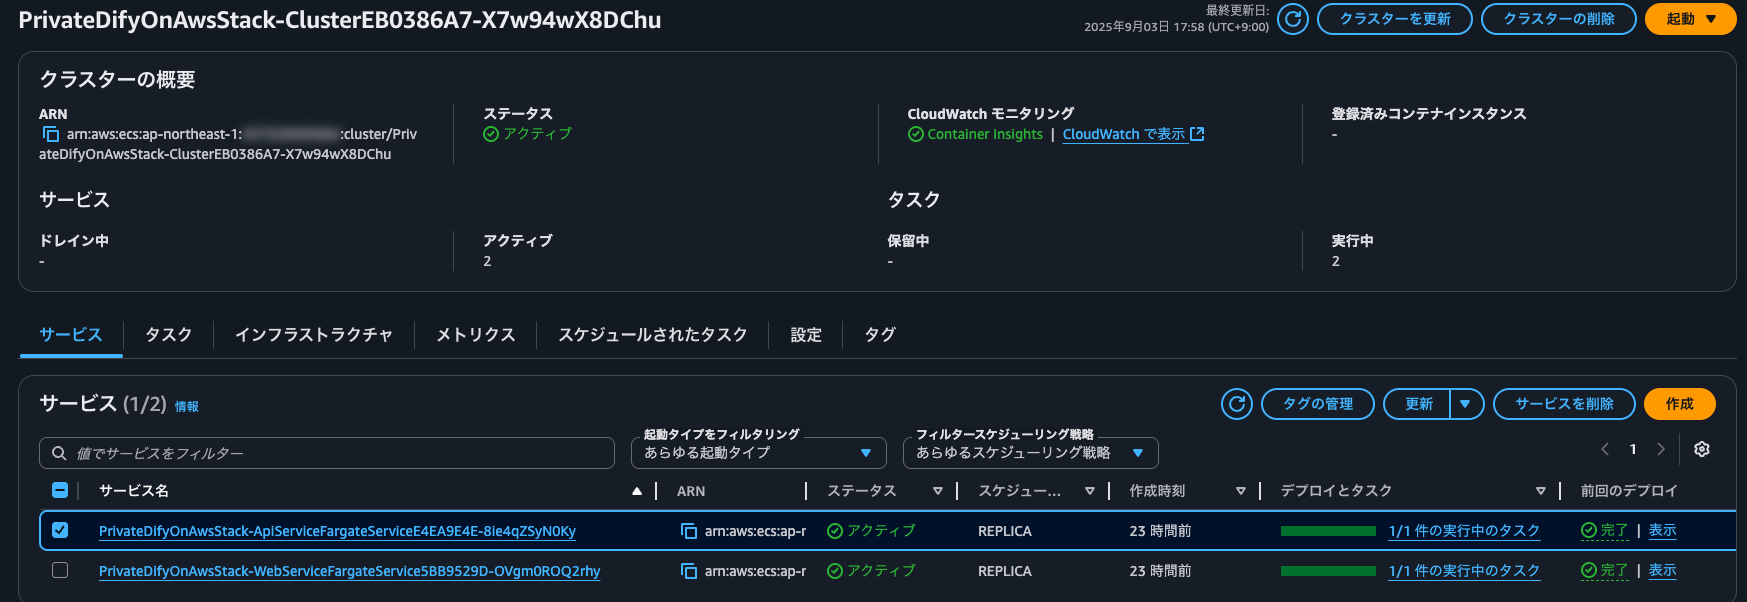 PrivateDifyOnAwsStack-ClusterEB0386A7-X7w94wX8DChu
最終更新日:
2025年9月03日 17:58 (UTC+9:00)
クラスターを更新
クラスターの削除
起動
クラスターの概要
ARN
arn:aws:ecs:ap-northeast-1: :cluster/Priv
ateDifyOnAwsStack-ClusterEB0386A7-X7w94wX8DChu
ステータス
アクティブ
CloudWatch モニタリング
Container Insights | CloudWatch で表示
登録済みコンテナインスタンス
-
サービス
タスク
ドレイン中
-
アクティブ
2
保留中
-
実行中
2
サービス タスク インフラストラクチャ メトリクス スケジュールされたタスク 設定 タグ
サービス (1/2) 情報
タグの管理
更新
サービスを削除
作成
値でサービスをフィルター
起動タイプをフィルタリング
あらゆる起動タイプ
フィルタースケジューリング戦略
あらゆるスケジューリング戦略
1
サービス名 ARN ステータス スケジュー... 作成時刻 デプロイとタスク 前回のデプロイ
PrivateDifyOnAwsStack-ApiServiceFargateServiceE4EA9E4E-8ie4qZSyN0Ky arn:aws:ecs:ap-r アクティブ REPLICA 23 時間前 1/1 件の実行中のタスク 完了 | 表示
PrivateDifyOnAwsStack-WebServiceFargateService5BB9529D-OVgm0ROQ2rhy arn:aws:ecs:ap-r アクティブ REPLICA 23 時間前 1/1 件の実行中のタスク 完了 | 表示